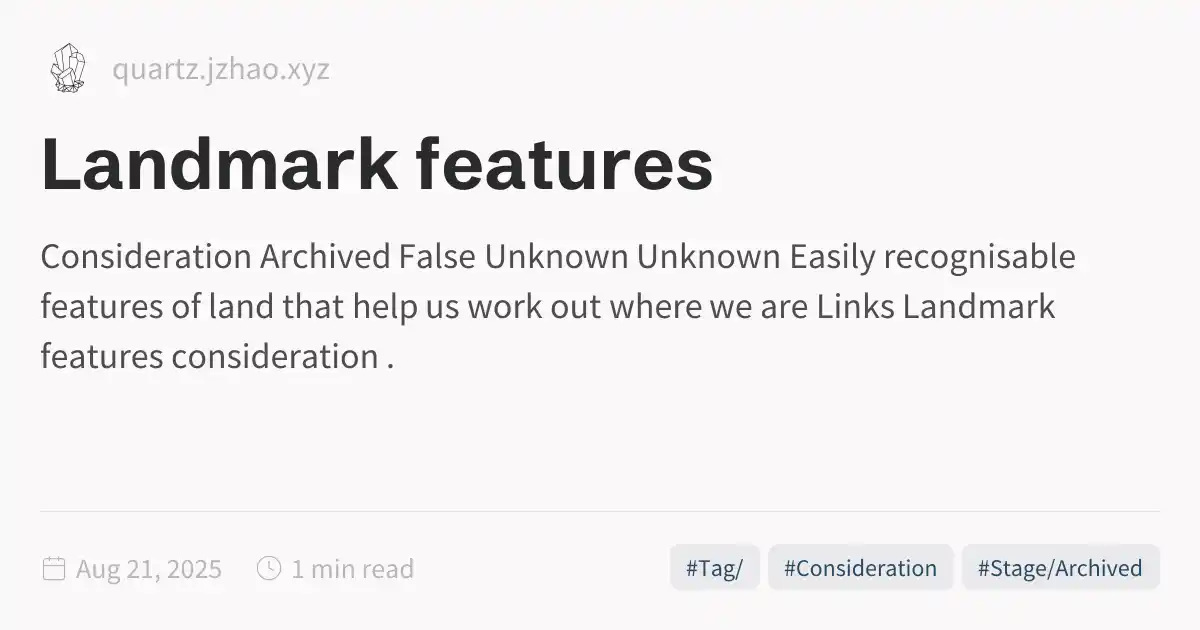 quartz.jzhao.xyz
Landmark features
Consideration Archived False Unknown Unknown Easily recognisable
features of land that help us work out where we are Links Landmark
features consideration .
Aug 21, 2025 1 min read #Tag/ #Consideration #Stage/Archived